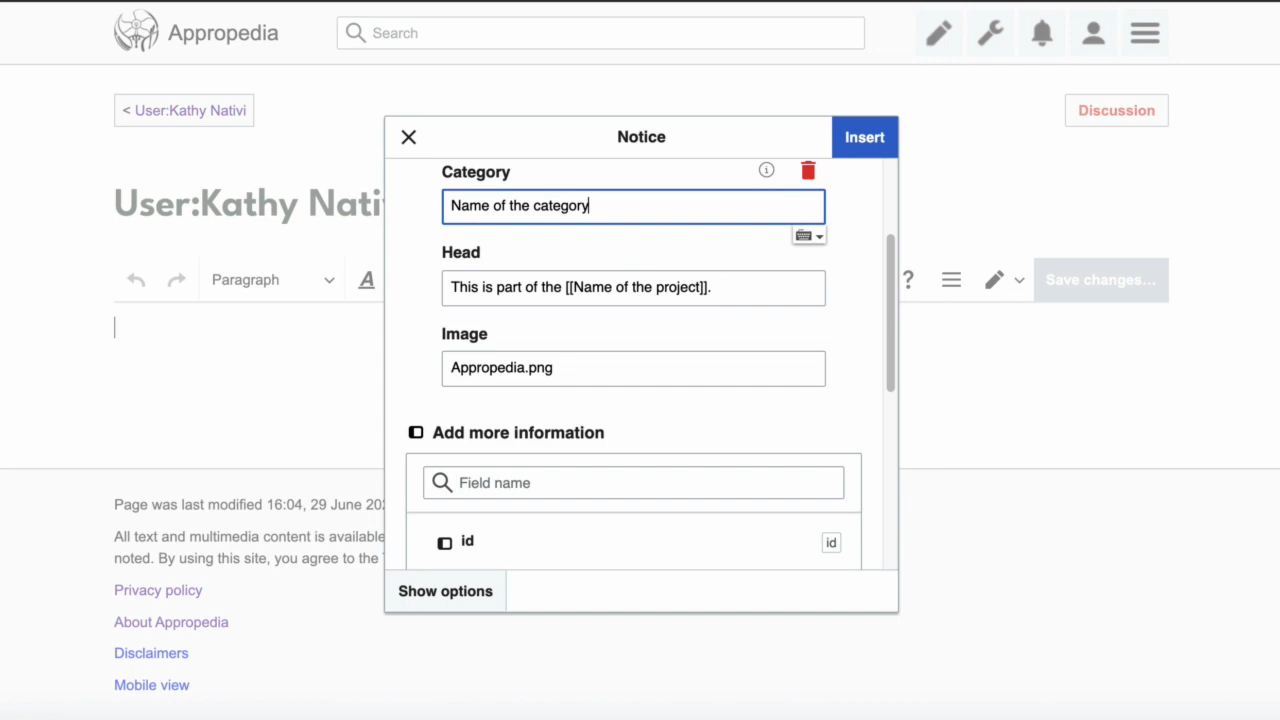 Appropedia
Search
< User:Kathy Nativi
Discussion
Notice
Insert
User:Kathy Nati
Category
Name of the category
Head
This is part of the [[Name of the project]].
Image
Appropedia.png
Paragraph
A
?
Save changes...
Add more information
Field name
id
id
Show options
Page was last modified 16:04, 29 June 202
All text and multimedia content is available
noted. By using this site, you agree to the
Privacy policy
About Appropedia
Disclaimers
Mobile view